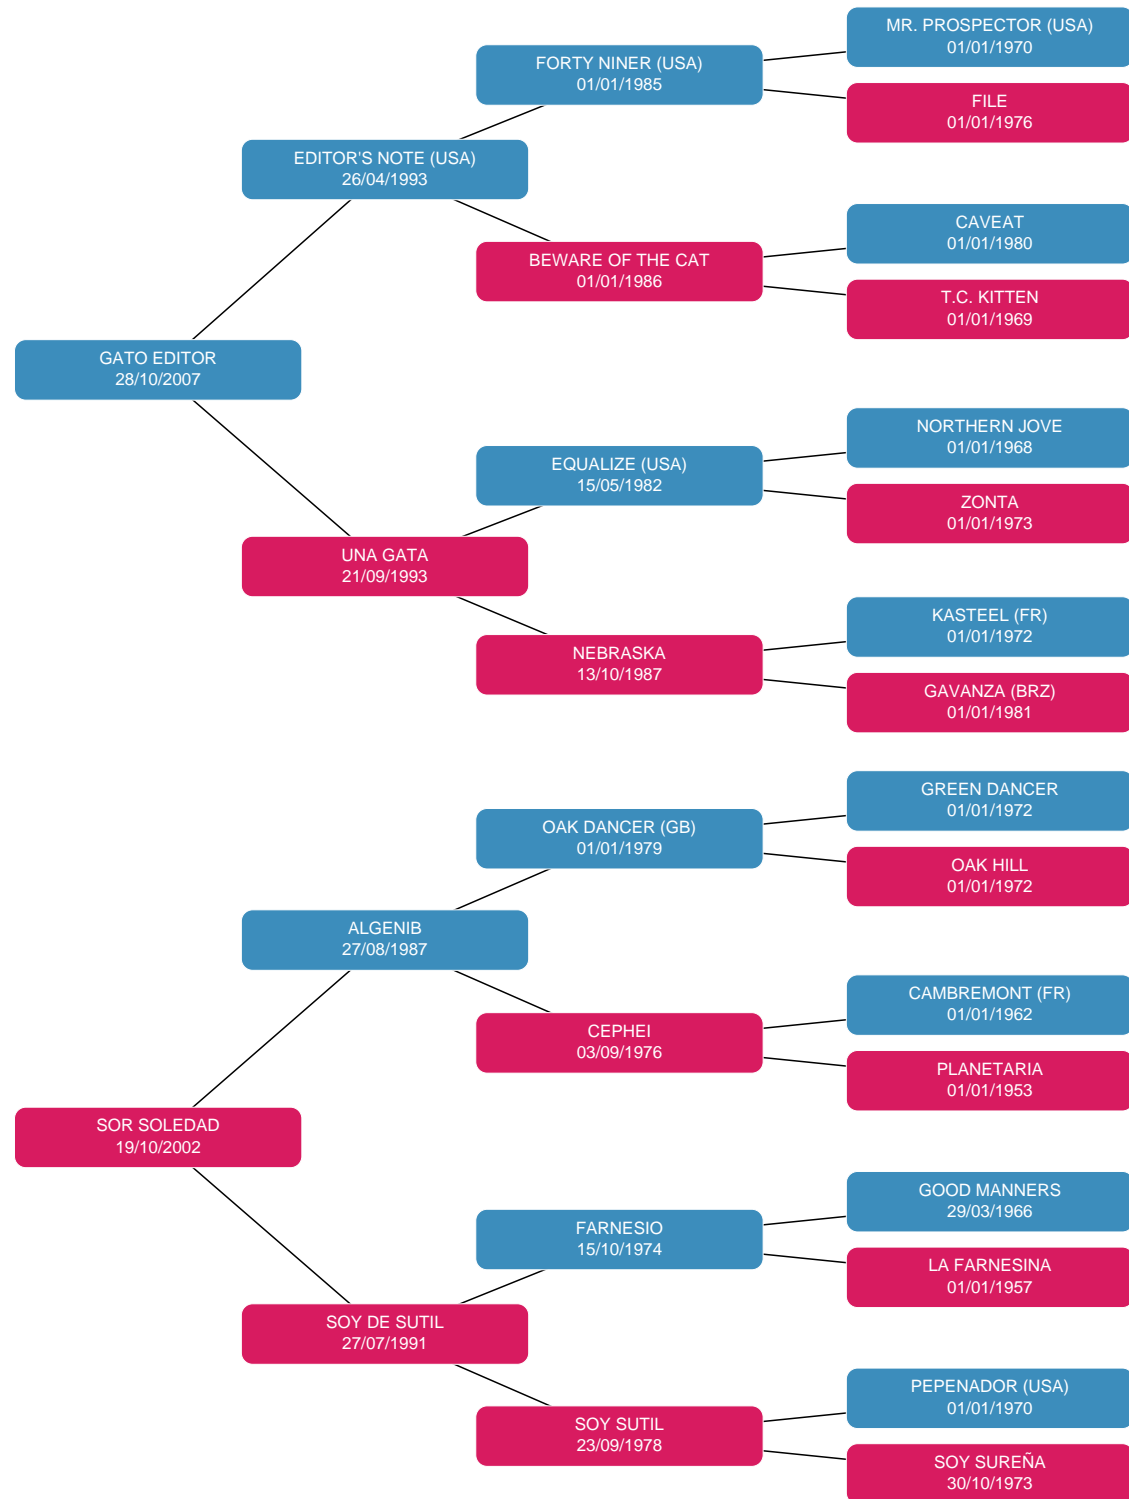 MR. PROSPECTOR (USA)
01/01/1970
FORTY NINER (USA)
01/01/1985
FILE
01/01/1976
EDITOR'S NOTE (USA)
26/04/1993
CAVEAT
01/01/1980
BEWARE OF THE CAT
01/01/1986
T.C. KITTEN
01/01/1969
GATO EDITOR
28/10/2007
NORTHERN JOVE
01/01/1968
EQUALIZE (USA)
15/05/1982
ZONTA
01/01/1973
UNA GATA
21/09/1993
KASTEEL (FR)
01/01/1972
NEBRASKA
13/10/1987
GAVANZA (BRZ)
01/01/1981
GREEN DANCER
01/01/1972
OAK DANCER (GB)
01/01/1979
OAK HILL
01/01/1972
ALGENIB
27/08/1987
CAMBREMONT (FR)
01/01/1962
CEPHEI
03/09/1976
PLANETARIA
01/01/1953
SOR SOLEDAD
19/10/2002
GOOD MANNERS
29/03/1966
FARNESIO
15/10/1974
LA FARNESINA
01/01/1957
SOY DE SUTIL
27/07/1991
PEPENADOR (USA)
01/01/1970
SOY SUTIL
23/09/1978
SOY SUREÑA
30/10/1973